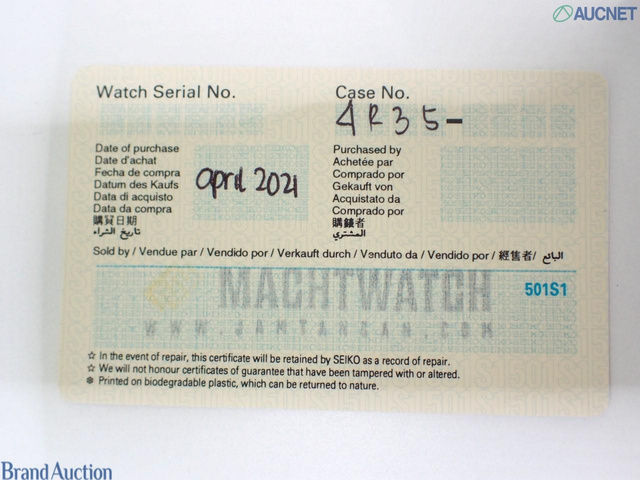 AUCNET
Watch Serial No.
Case No.
4R35-
Date of purchase
Date d'achat
Fecha de compra
Datum des Kaufs
Data di acquisto
Data da compra
購買日期
تاريخ الشراء
april 2021
Purchased by
Achetée par
Comprado por
Gekauft von
Acquistato da
Comprado por
購鐘者
المشتري
Sold by / Vendue par / Vendido por / Verkauft durch / Venduto da / Vendido por / 經售者/ البائع
MACHTWATCH
501S1
☆ In the event of repair, this certificate will be retained by SEIKO as a record of repair.
☆ We will not honour certificates of guarantee that have been tampered with or altered.
❄ Printed on biodegradable plastic, which can be returned to nature.
Brand Auction